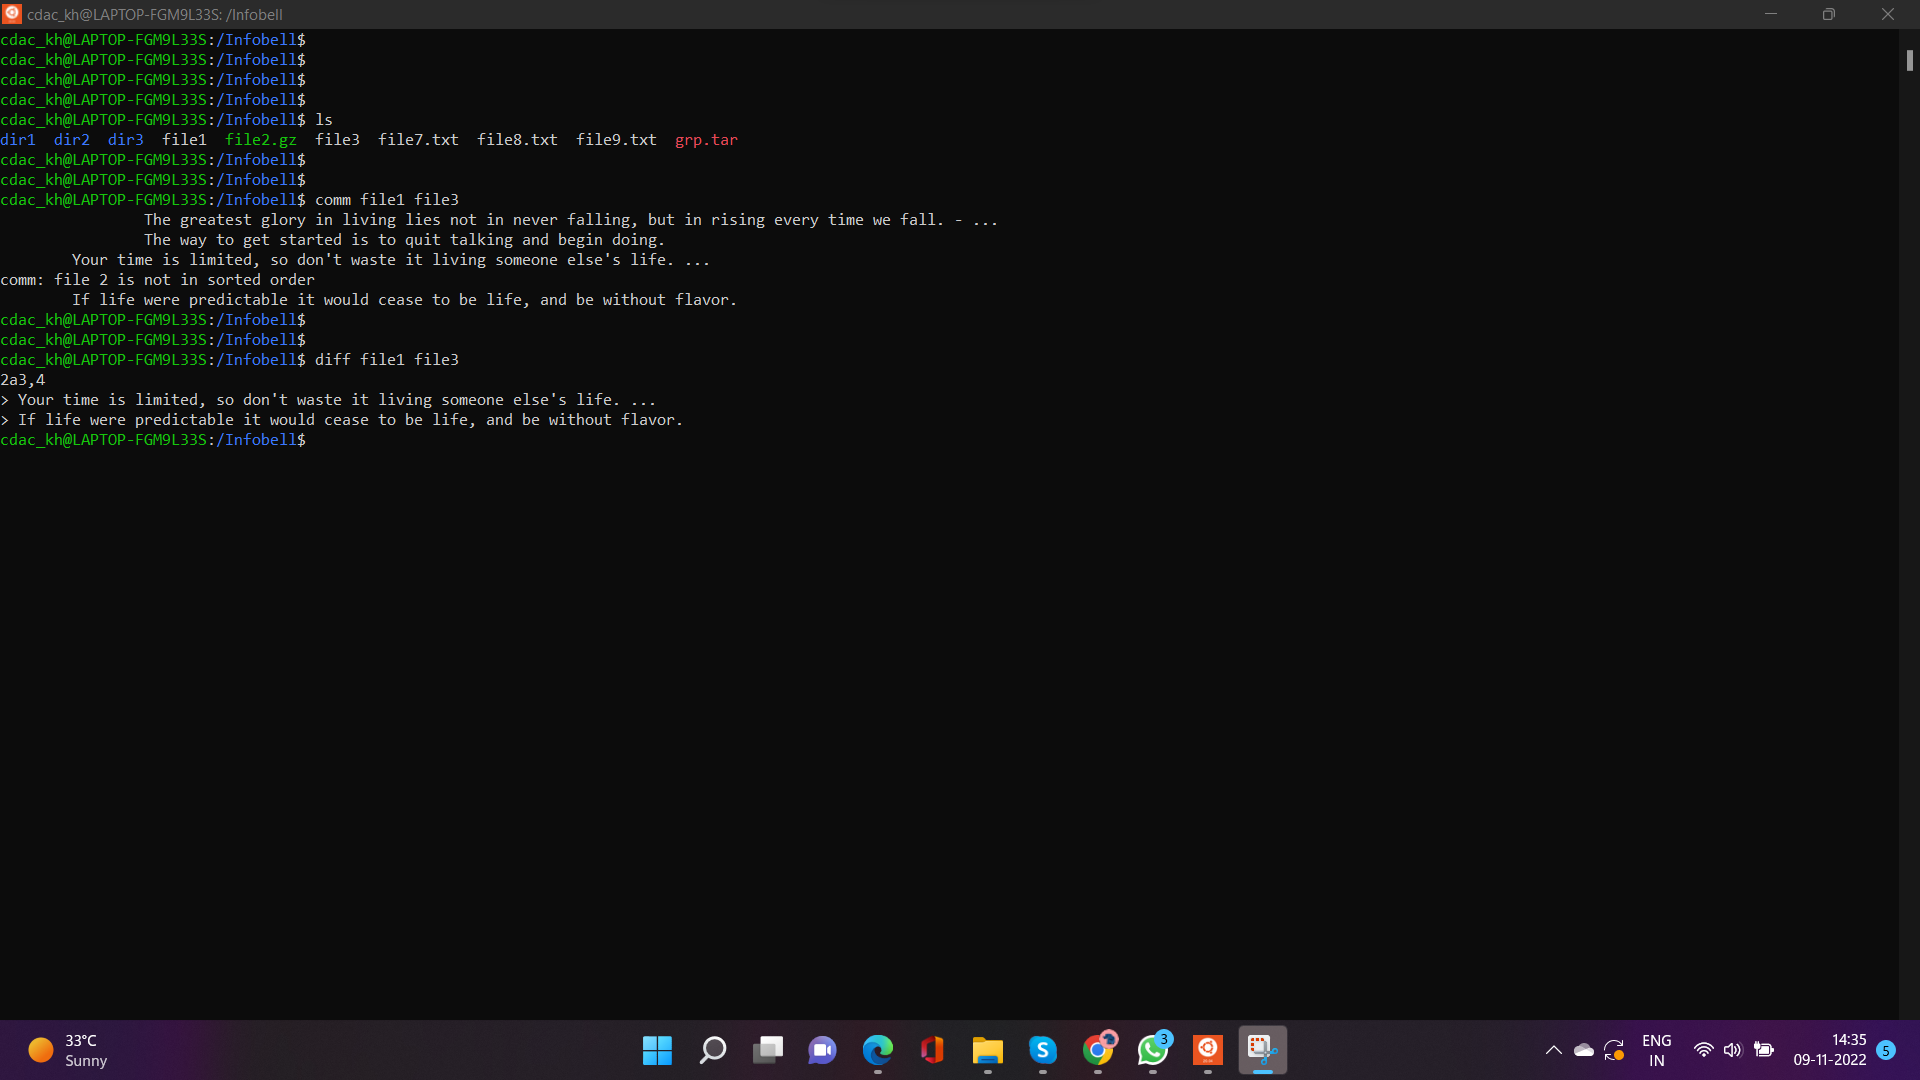 cdac_kh@LAPTOP-FGM9L33S: /Infobell
cdac_kh@LAPTOP-FGM9L33S:/Infobell$
cdac_kh@LAPTOP-FGM9L33S:/Infobell$
cdac_kh@LAPTOP-FGM9L33S:/Infobell$
cdac_kh@LAPTOP-FGM9L33S:/Infobell$
cdac_kh@LAPTOP-FGM9L33S:/Infobell$ ls
dir1  dir2  dir3  file1  file2.gz  file3  file7.txt  file8.txt  file9.txt  grp.tar
cdac_kh@LAPTOP-FGM9L33S:/Infobell$
cdac_kh@LAPTOP-FGM9L33S:/Infobell$
cdac_kh@LAPTOP-FGM9L33S:/Infobell$ comm file1 file3
                The greatest glory in living lies not in never falling, but in rising every time we fall. - ...
                The way to get started is to quit talking and begin doing.
        Your time is limited, so don't waste it living someone else's life. ...
comm: file 2 is not in sorted order
        If life were predictable it would cease to be life, and be without flavor.
cdac_kh@LAPTOP-FGM9L33S:/Infobell$
cdac_kh@LAPTOP-FGM9L33S:/Infobell$
cdac_kh@LAPTOP-FGM9L33S:/Infobell$ diff file1 file3
2a3,4
> Your time is limited, so don't waste it living someone else's life. ...
> If life were predictable it would cease to be life, and be without flavor.
cdac_kh@LAPTOP-FGM9L33S:/Infobell$
33°C
Sunny
S
3
ENG
IN
14:35
09-11-2022
5